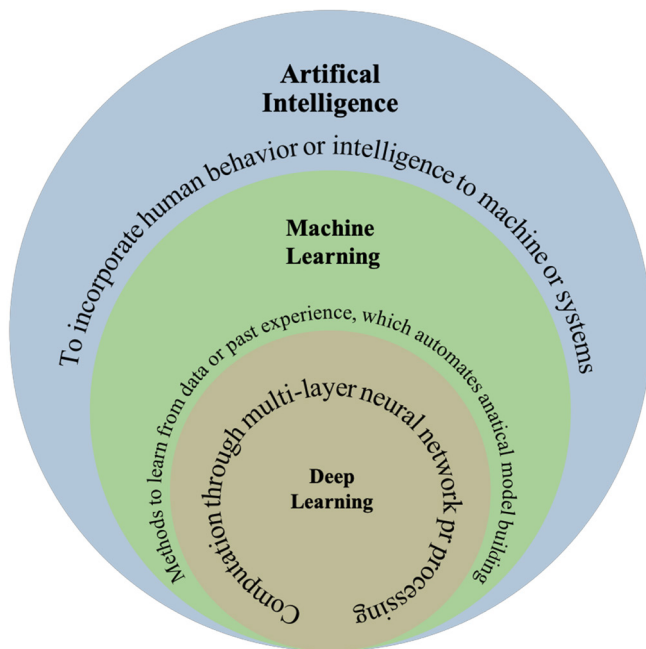 Artifical
Intelligence
To incorporate human behavior or intelligence to machine or systems
Machine
Learning
Methods to learn from data or past experience, which automates anatical model building
Deep
Learning
Computation through multi-layer neural network pr processing